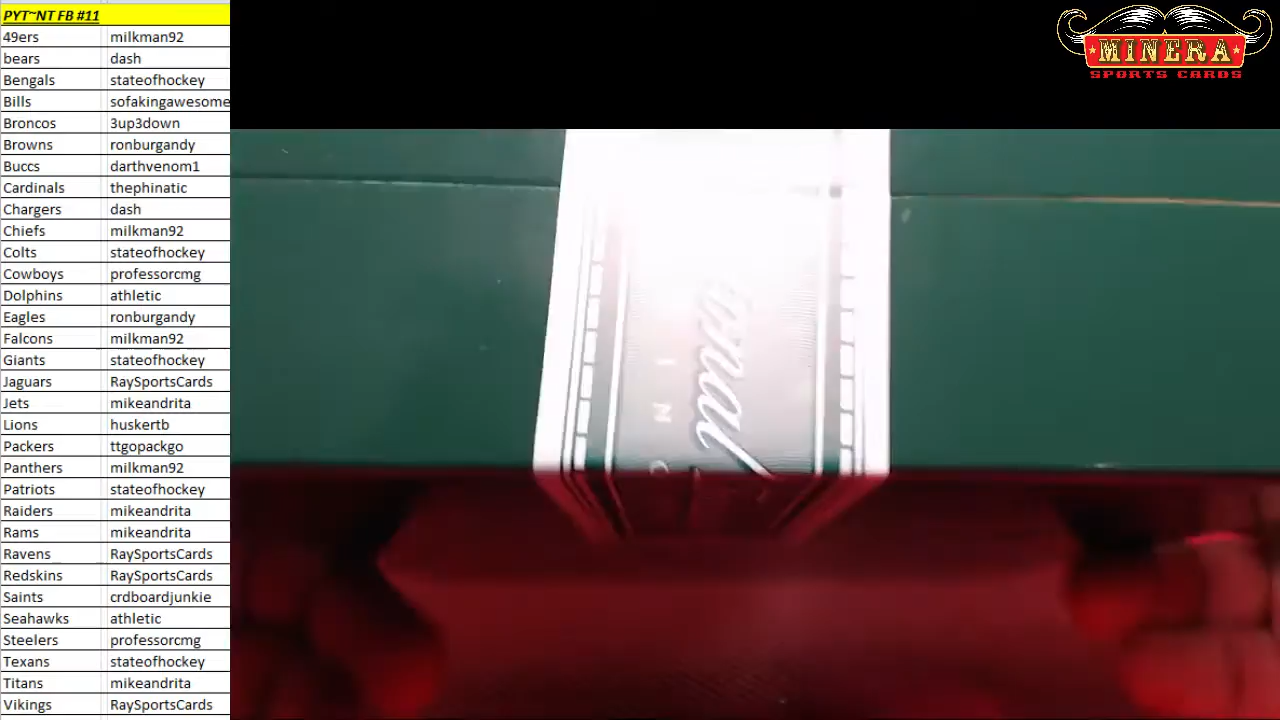 PYT~NT FB #11
49ers milkman92
bears dash
Bengals stateofhockey
Bills sofakingawesome
Broncos 3up3down
Browns ronburgandy
Buccs darthvenom1
Cardinals thephinatic
Chargers dash
Chiefs milkman92
Colts stateofhockey
Cowboys professorcmg
Dolphins athletic
Eagles ronburgandy
Falcons milkman92
Giants stateofhockey
Jaguars RaySportsCards
Jets mikeandrita
Lions huskertb
Packers ttgopackgo
Panthers milkman92
Patriots stateofhockey
Raiders mikeandrita
Rams mikeandrita
Ravens RaySportsCards
Redskins RaySportsCards
Saints crdboardjunkie
Seahawks athletic
Steelers professorcmg
Texans stateofhockey
Titans mikeandrita
Vikings RaySportsCards
MINERA
SPORTS CARDS